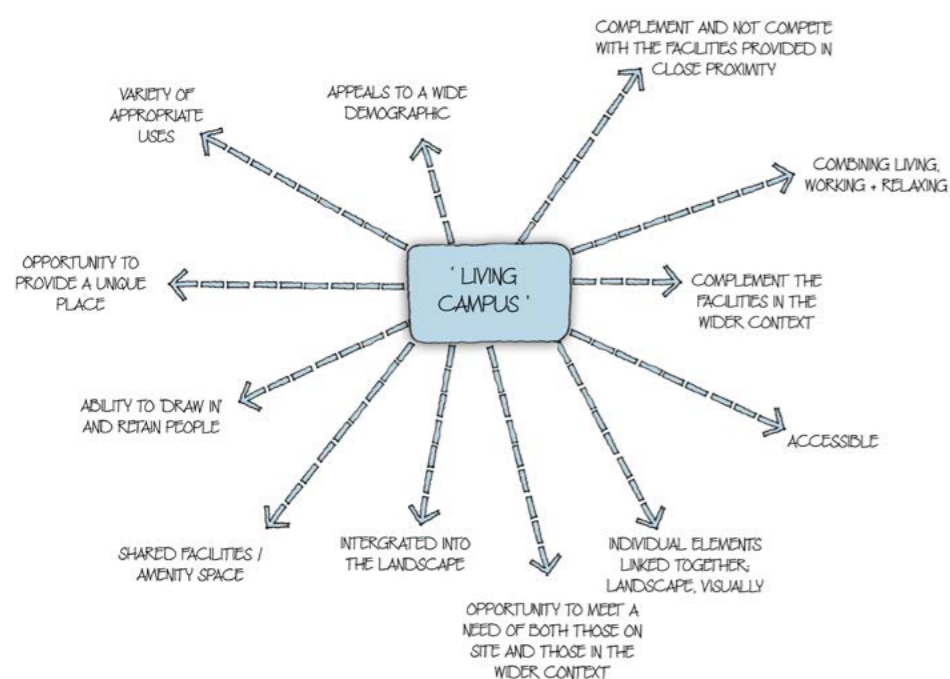 COMPLEMENT AND NOT COMPETE
WITH THE FACILITIES PROVIDED IN
CLOSE PROXIMITY
APPEALS TO A WIDE
DEMOGRAPHIC
VARIETY OF
APPROPRIATE
USES
COMBINING LIVING,
WORKING + RELAXING
OPPORTUNITY TO
PROVIDE A UNIQUE
PLACE
' LIVING
CAMPUS '
COMPLEMENT THE
FACILITIES IN THE
WIDER CONTEXT
ABILITY TO 'DRAW IN'
AND RETAIN PEOPLE
ACCESSIBLE
SHARED FACILITIES /
AMENITY SPACE
INTERGRATED INTO
THE LANDSCAPE
INDIVIDUAL ELEMENTS
LINKED TOGETHER;
LANDSCAPE, VISUALLY
OPPORTUNITY TO MEET A
NEED OF BOTH THOSE ON
SITE AND THOSE IN THE
WIDER CONTEXT